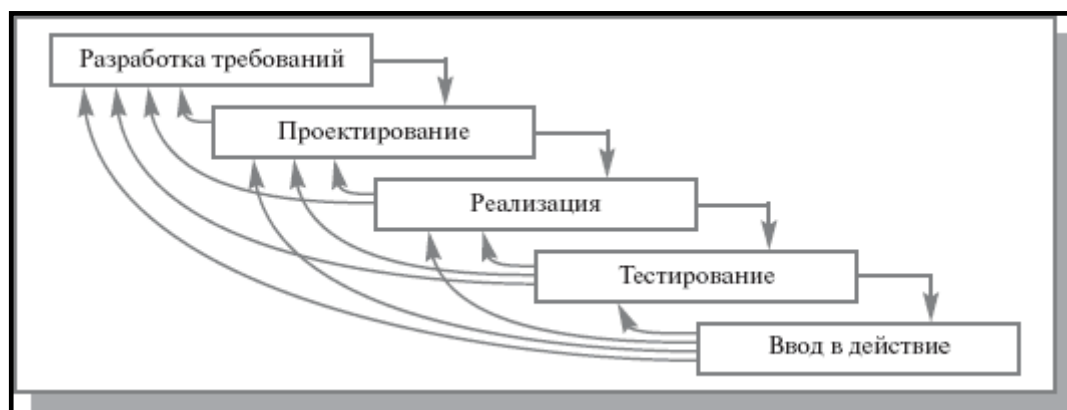 Разработка требований
Проектирование
Реализация
Тестирование
Ввод в действие